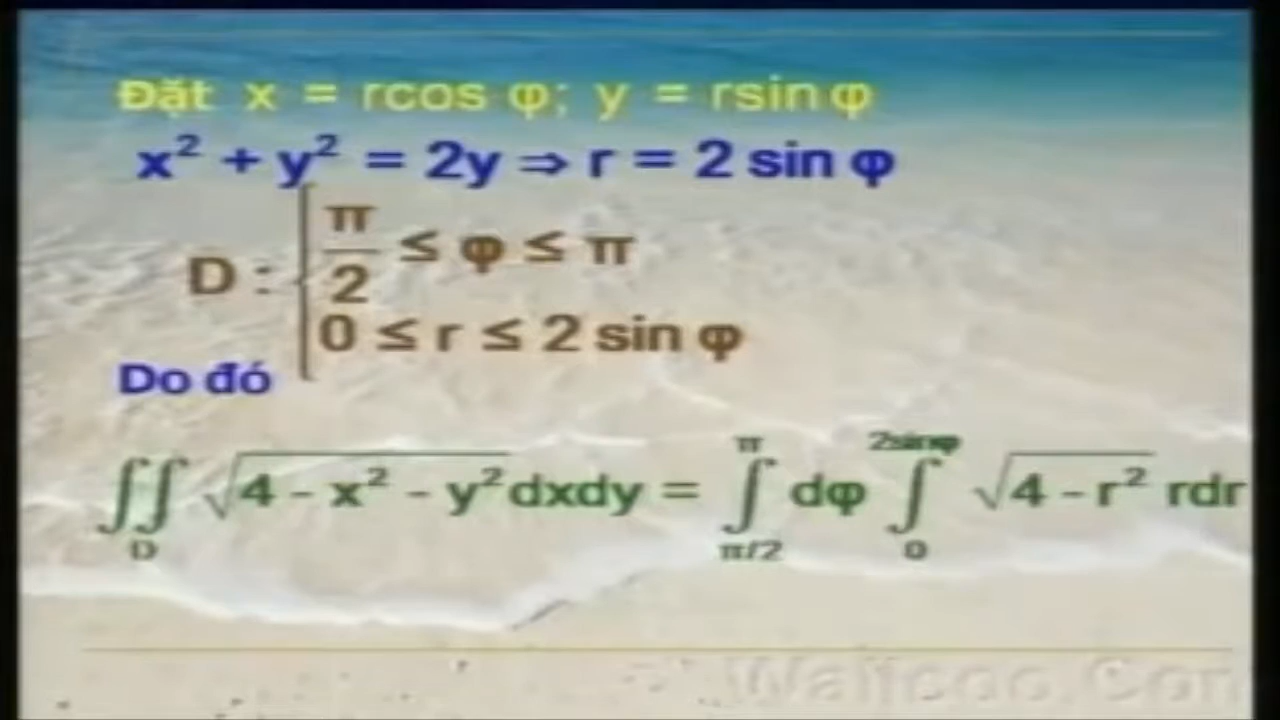 Đặt x = rcos φ; y = rsin φ
x² + y² = 2y ⇒ r = 2 sin φ
D : π/2 ≤ φ ≤ π
0 ≤ r ≤ 2 sin φ
Do đó
∬_D √(4 - x² - y²) dxdy = ∫_{π/2}^{π} dφ ∫_0^{2sinφ} √(4 - r²) rdr